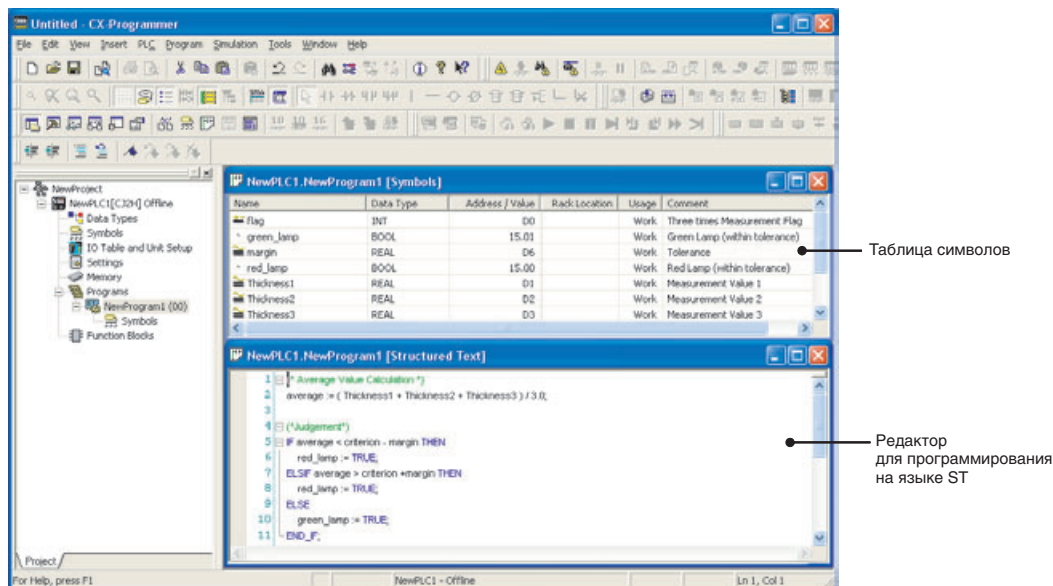 Untitled - CX-Programmer
File Edit View Insert PLC Program Simulation Tools Window Help
NewProject
NewPLC1[CJ2H] Offline
Data Types
Symbols
IO Table and Unit Setup
Settings
Memory
Programs
NewProgram1 (00)
Symbols
Function Blocks
Project
NewPLC1.NewProgram1 [Symbols]
Name Data Type Address / Value Rack Location Usage Comment
flag INT D0 Work Three times Measurement Flag
green_lamp BOOL 15.01 Work Green Lamp (within tolerance)
margin REAL D6 Work Tolerance
red_lamp BOOL 15.00 Work Red Lamp (within tolerance)
Thickness1 REAL D1 Work Measurement Value 1
Thickness2 REAL D2 Work Measurement Value 2
Thickness3 REAL D3 Work Measurement Value 3
Таблица символов
NewPLC1.NewProgram1 [Structured Text]
1 (* Average Value Calculation *)
2 average := ( Thickness1 + Thickness2 + Thickness3 ) / 3.0;
3
4 (*Judgement*)
5 IF average < criterion - margin THEN
6 red_lamp := TRUE;
7 ELSIF average > criterion +margin THEN
8 red_lamp := TRUE;
9 ELSE
10 green_lamp := TRUE;
11 END_IF;
Редактор
для программирования
на языке ST
For Help, press F1 NewPLC1 - Offline Ln 1, Col 1